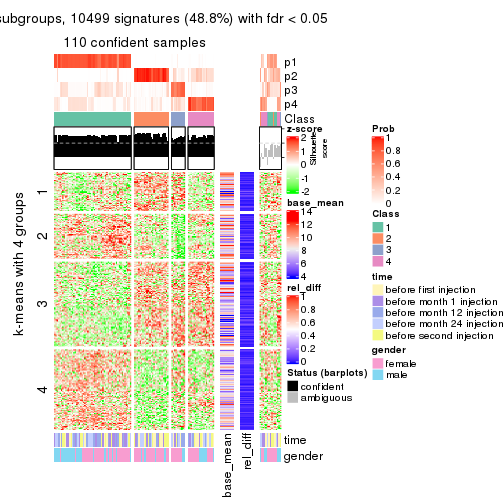 subgroups, 10499 signatures (48.8%) with fdr < 0.05
110 confident samples
p1
p2
p3
p4
Class
Silhouette
score
k-means with 4 groups
1
2
3
4
time
gender
base_mean
rel_diff
z-score
2
1
0
-1
-2
base_mean
14
12
10
8
6
4
rel_diff
1
0.8
0.6
0.4
0.2
0
Status (barplots)
confident
ambiguous
Prob
1
0.8
0.6
0.4
0.2
0
Class
1
2
3
4
time
before first injection
before month 1 injection
before month 12 injection
before month 24 injection
before second injection
gender
female
male